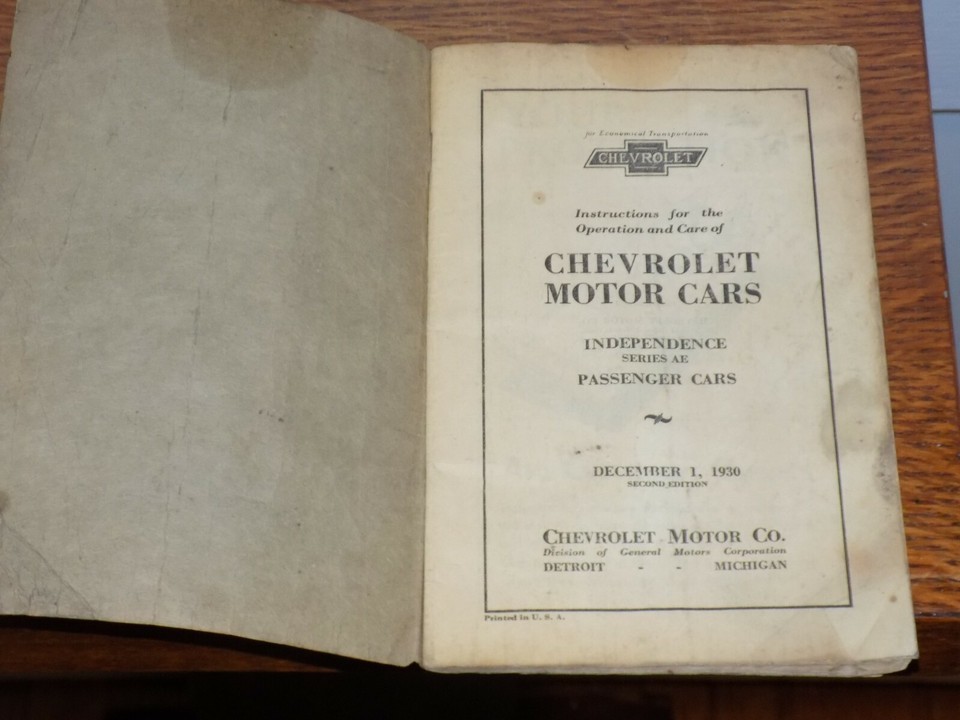 for Economical Transportation
CHEVROLET
Instructions for the
Operation and Care of
CHEVROLET
MOTOR CARS
INDEPENDENCE
SERIES AE
PASSENGER CARS
DECEMBER 1, 1930
SECOND EDITION
CHEVROLET MOTOR CO.
Division of General Motors Corporation
DETROIT - - MICHIGAN
Printed in U. S. A.